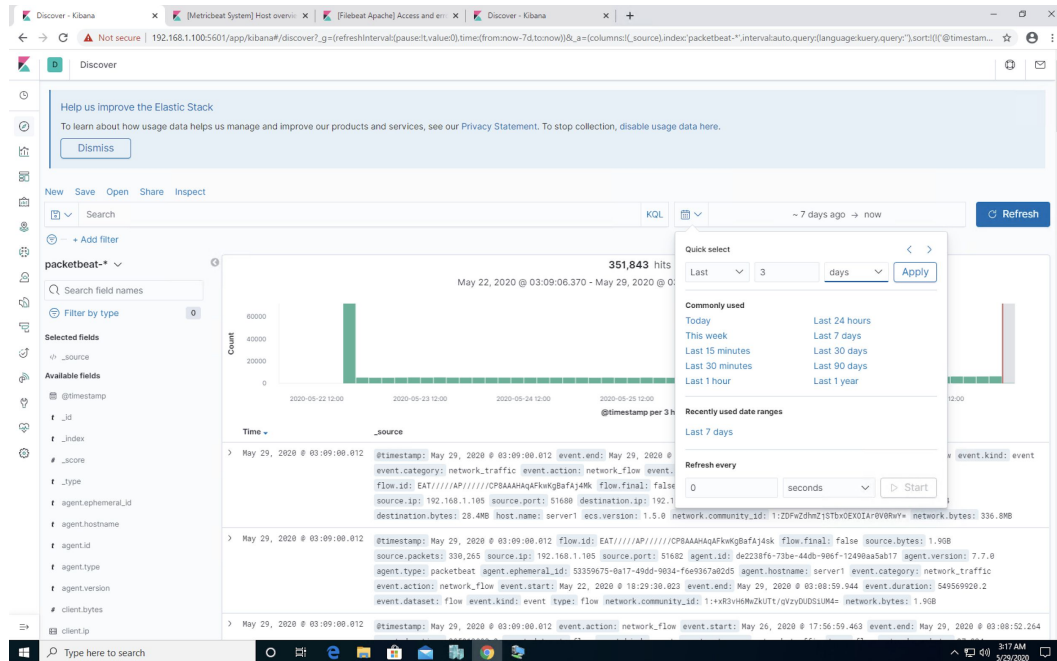 Discover - Kibana
[Metricbeat System] Host overvie
[Filebeat Apache] Access and erro
Discover - Kibana
Not secure | 192.168.1.100:5601/app/kibana#/discover?_g=(refreshInterval:(pause:!t,value:0),time:(from:now-7d,to:now))&_a=(columns:!(_source),index:'packetbeat-*',interval:auto,query:(language:kuery,query:''),sort:!(!('@timestam...
D Discover
Help us improve the Elastic Stack
To learn about how usage data helps us manage and improve our products and services, see our Privacy Statement. To stop collection, disable usage data here.
Dismiss
New Save Open Share Inspect
Search KQL ~ 7 days ago → now Refresh
+ Add filter
packetbeat-*
Search field names
Filter by type 0
Selected fields
_source
Available fields
@timestamp
t _id
t _index
# _score
t _type
t agent.ephemeral_id
t agent.hostname
t agent.id
t agent.type
t agent.version
# client.bytes
client.ip
351,843 hits
May 22, 2020 @ 03:09:06.370 - May 29, 2020 @ 03
Count
60000
40000
20000
0
2020-05-22 12:00 2020-05-23 12:00 2020-05-24 12:00 2020-05-25 12:00 12:00
@timestamp per 3 h
Quick select
Last 3 days Apply
Commonly used
Today Last 24 hours
This week Last 7 days
Last 15 minutes Last 30 days
Last 30 minutes Last 90 days
Last 1 hour Last 1 year
Recently used date ranges
Last 7 days
Refresh every
0 seconds Start
Time _source
May 29, 2020 @ 03:09:00.012 @timestamp: May 29, 2020 @ 03:09:00.012 event.end: May 29, 2020 @ event.kind: event
event.category: network_traffic event.action: network_flow event.
flow.final: false
source.ip: 192.168.1.105 source.port: 51680 destination.ip: 192.1
destination.bytes: 28.4MB host.name: server1 ecs.version: 1.5.0 network.community_id: network.bytes: 336.8MB
May 29, 2020 @ 03:09:00.012 @timestamp: May 29, 2020 @ 03:09:00.012 flow.id: flow.final: false source.bytes: 1.9GB
source.packets: 330,265 source.ip: 192.168.1.105 source.port: 51682 agent.id: de2238f6-73be-44db-906f-12490aa5ab17 agent.version: 7.7.0
agent.type: packetbeat agent.ephemeral_id: 53359675-0a17-49dd-9034-f6e9367a02d5 agent.hostname: server1 event.category: network_traffic
event.action: network_flow event.start: May 22, 2020 @ 18:29:30.023 event.end: May 29, 2020 @ 03:08:59.944 event.duration: 549569920.2
event.dataset: flow event.kind: event type: flow network.community_id: network.bytes: 1.9GB
May 29, 2020 @ 03:09:00.012 @timestamp: May 29, 2020 @ 03:09:00.012 event.action: network_flow event.start: May 26, 2020 @ 17:56:59.463 event.end: May 29, 2020 @ 03:08:52.264
Type here to search
3:17 AM
5/29/2020